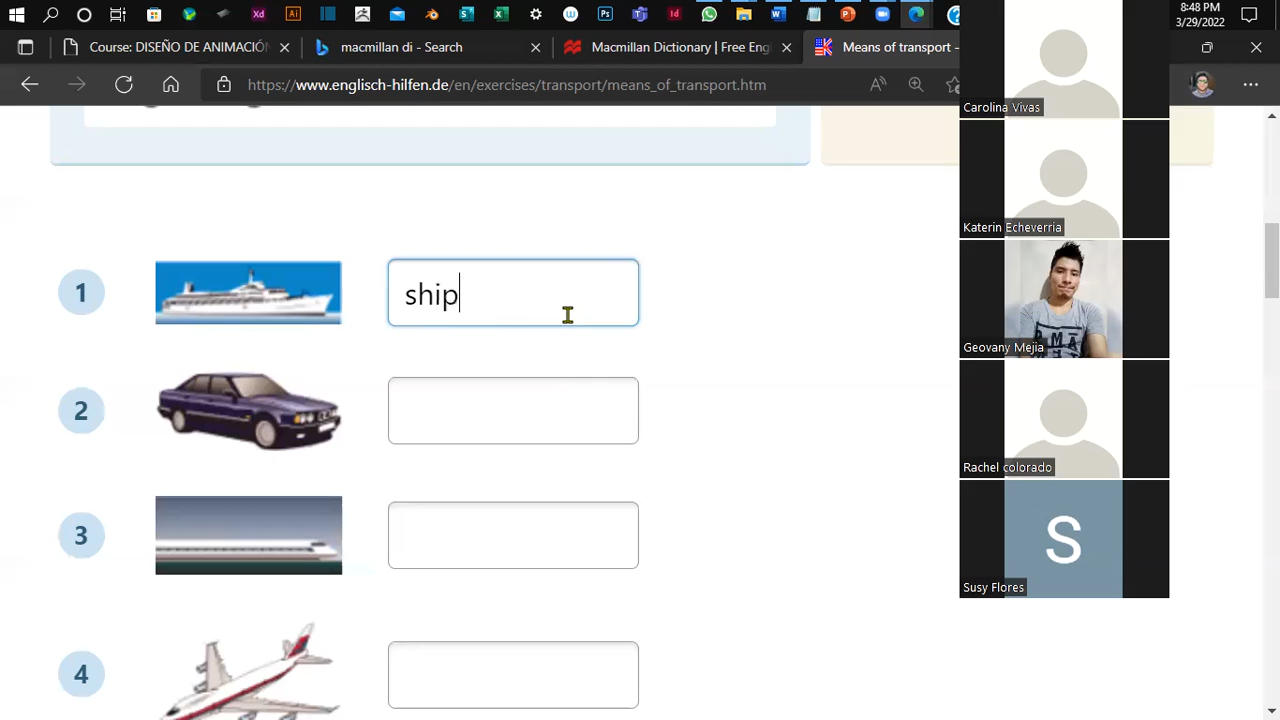 8:48 PM
3/29/2022
Course: DISEÑO DE ANIMACIÓN
macmillan di - Search
Macmillan Dictionary | Free Engl
Means of transport -
https://www.englisch-hilfen.de/en/exercises/transport/means_of_transport.htm
Carolina Vivas
Katerin Echeverria
Geovany Mejia
Rachel colorado
S
Susy Flores
1
ship
2
3
4